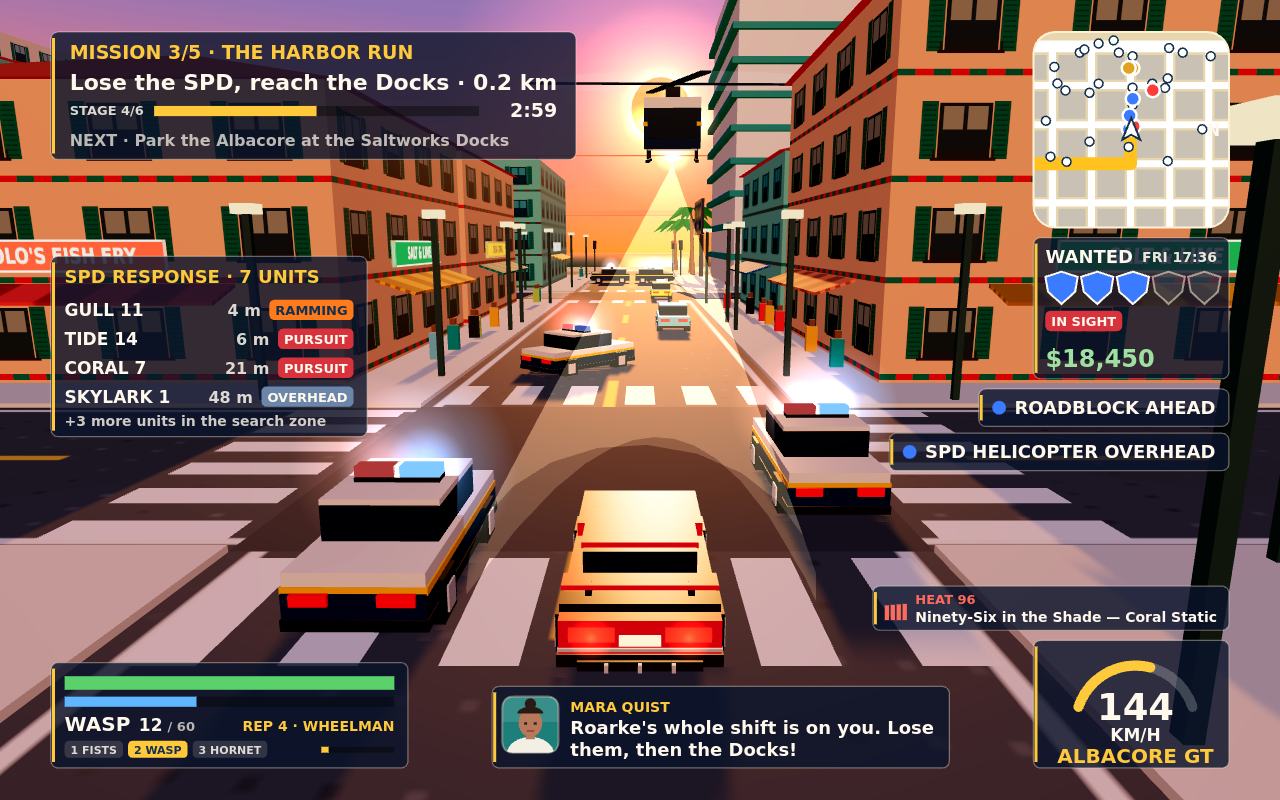 MISSION 3/5 · THE HARBOR RUN
Lose the SPD, reach the Docks · 0.2 km
STAGE 4/6
2:59
NEXT · Park the Albacore at the Saltworks Docks
OLO'S FISH FRY
SALT & LIME
SPD RESPONSE · 7 UNITS
GULL 11 4 m RAMMING
TIDE 14 6 m PURSUIT
CORAL 7 21 m PURSUIT
SKYLARK 1 48 m OVERHEAD
+3 more units in the search zone
WANTED FRI 17:36
IN SIGHT
$18,450
ROADBLOCK AHEAD
SPD HELICOPTER OVERHEAD
HEAT 96
Ninety-Six in the Shade — Coral Static
WASP 12 / 60 REP 4 · WHEELMAN
1 FISTS 2 WASP 3 HORNET
MARA QUIST
Roarke's whole shift is on you. Lose
them, then the Docks!
144
KM/H
ALBACORE GT